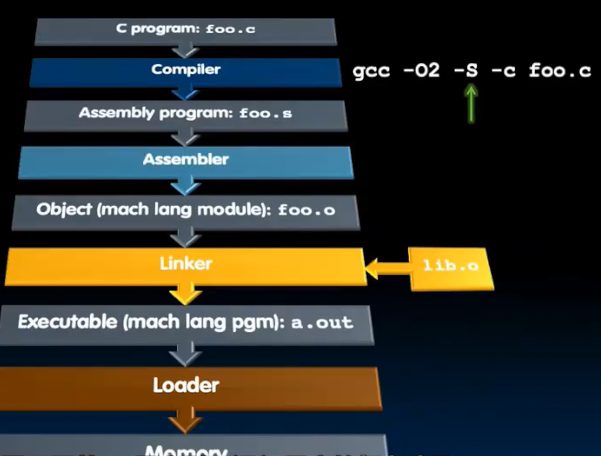 C program: foo.c
Compiler
gcc -O2 -S -c foo.c
Assembly program: foo.s
Assembler
Object (mach lang module): foo.o
Linker
lib.o
Executable (mach lang pgm): a.out
Loader
Memory